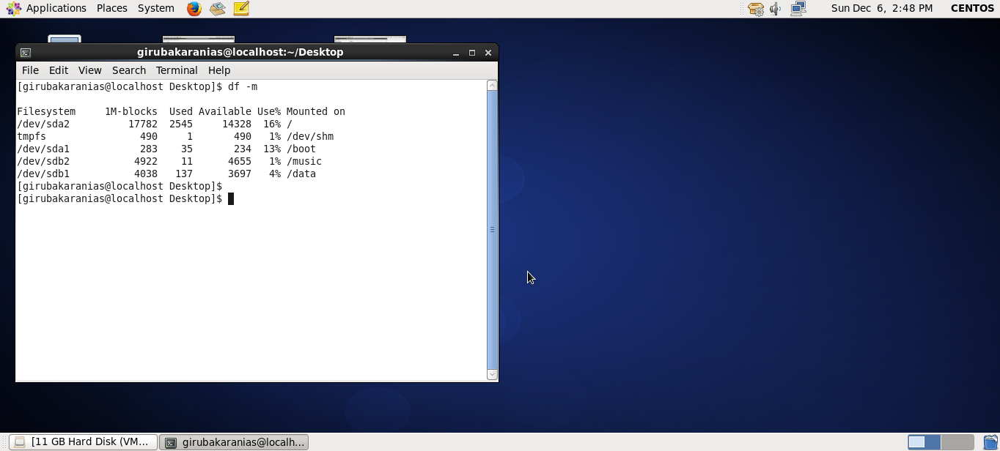 Applications Places System Sun Dec 6, 2:48 PM CENTOS
girubakaranias@localhost:~/Desktop
File Edit View Search Terminal Help
[girubakaranias@localhost Desktop]$ df -m
Filesystem 1M-blocks Used Available Use% Mounted on
/dev/sda2 17782 2545 14328 16% /
tmpfs 490 1 490 1% /dev/shm
/dev/sda1 283 35 234 13% /boot
/dev/sdb2 4922 11 4655 1% /music
/dev/sdb1 4038 137 3697 4% /data
[girubakaranias@localhost Desktop]$
[girubakaranias@localhost Desktop]$
[11 GB Hard Disk (VM... girubakaranias@localh...